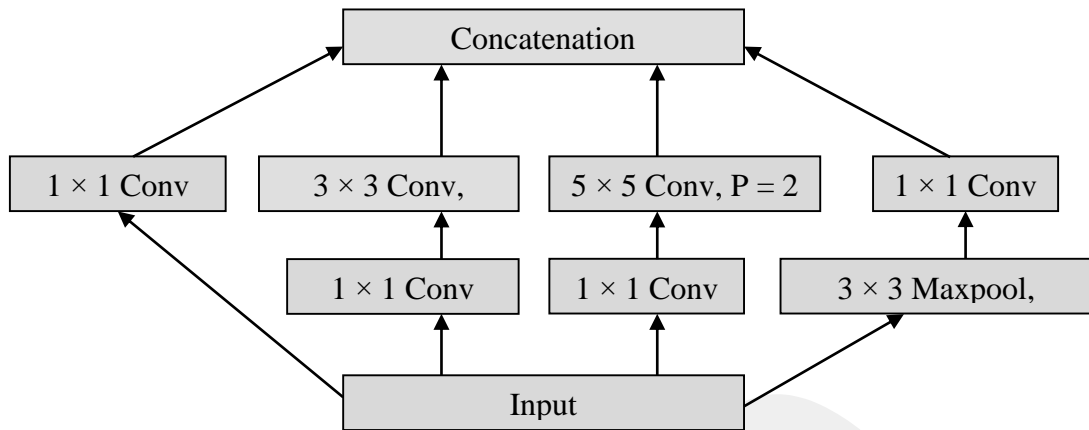 Concatenation
1 × 1 Conv
3 × 3 Conv,
5 × 5 Conv, P = 2
1 × 1 Conv
1 × 1 Conv
1 × 1 Conv
3 × 3 Maxpool,
Input